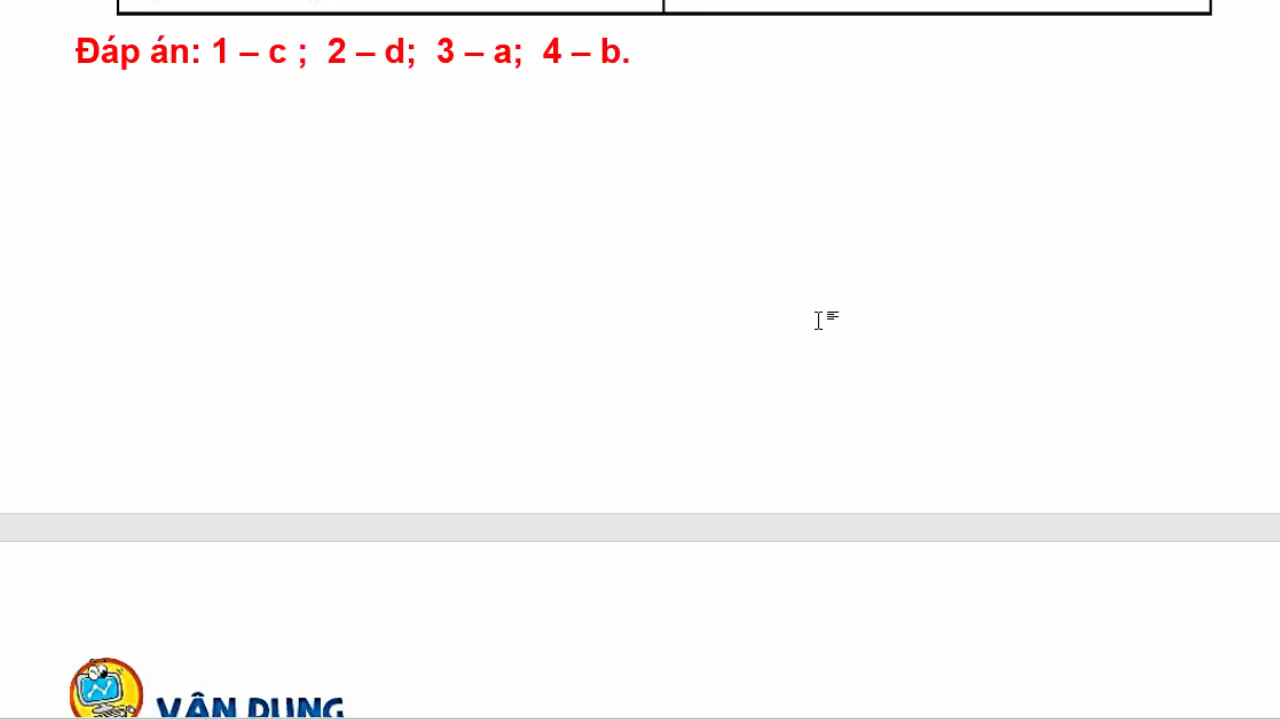 Đáp án: 1 – c ; 2 – d; 3 – a; 4 – b.
VẬN DỤNG